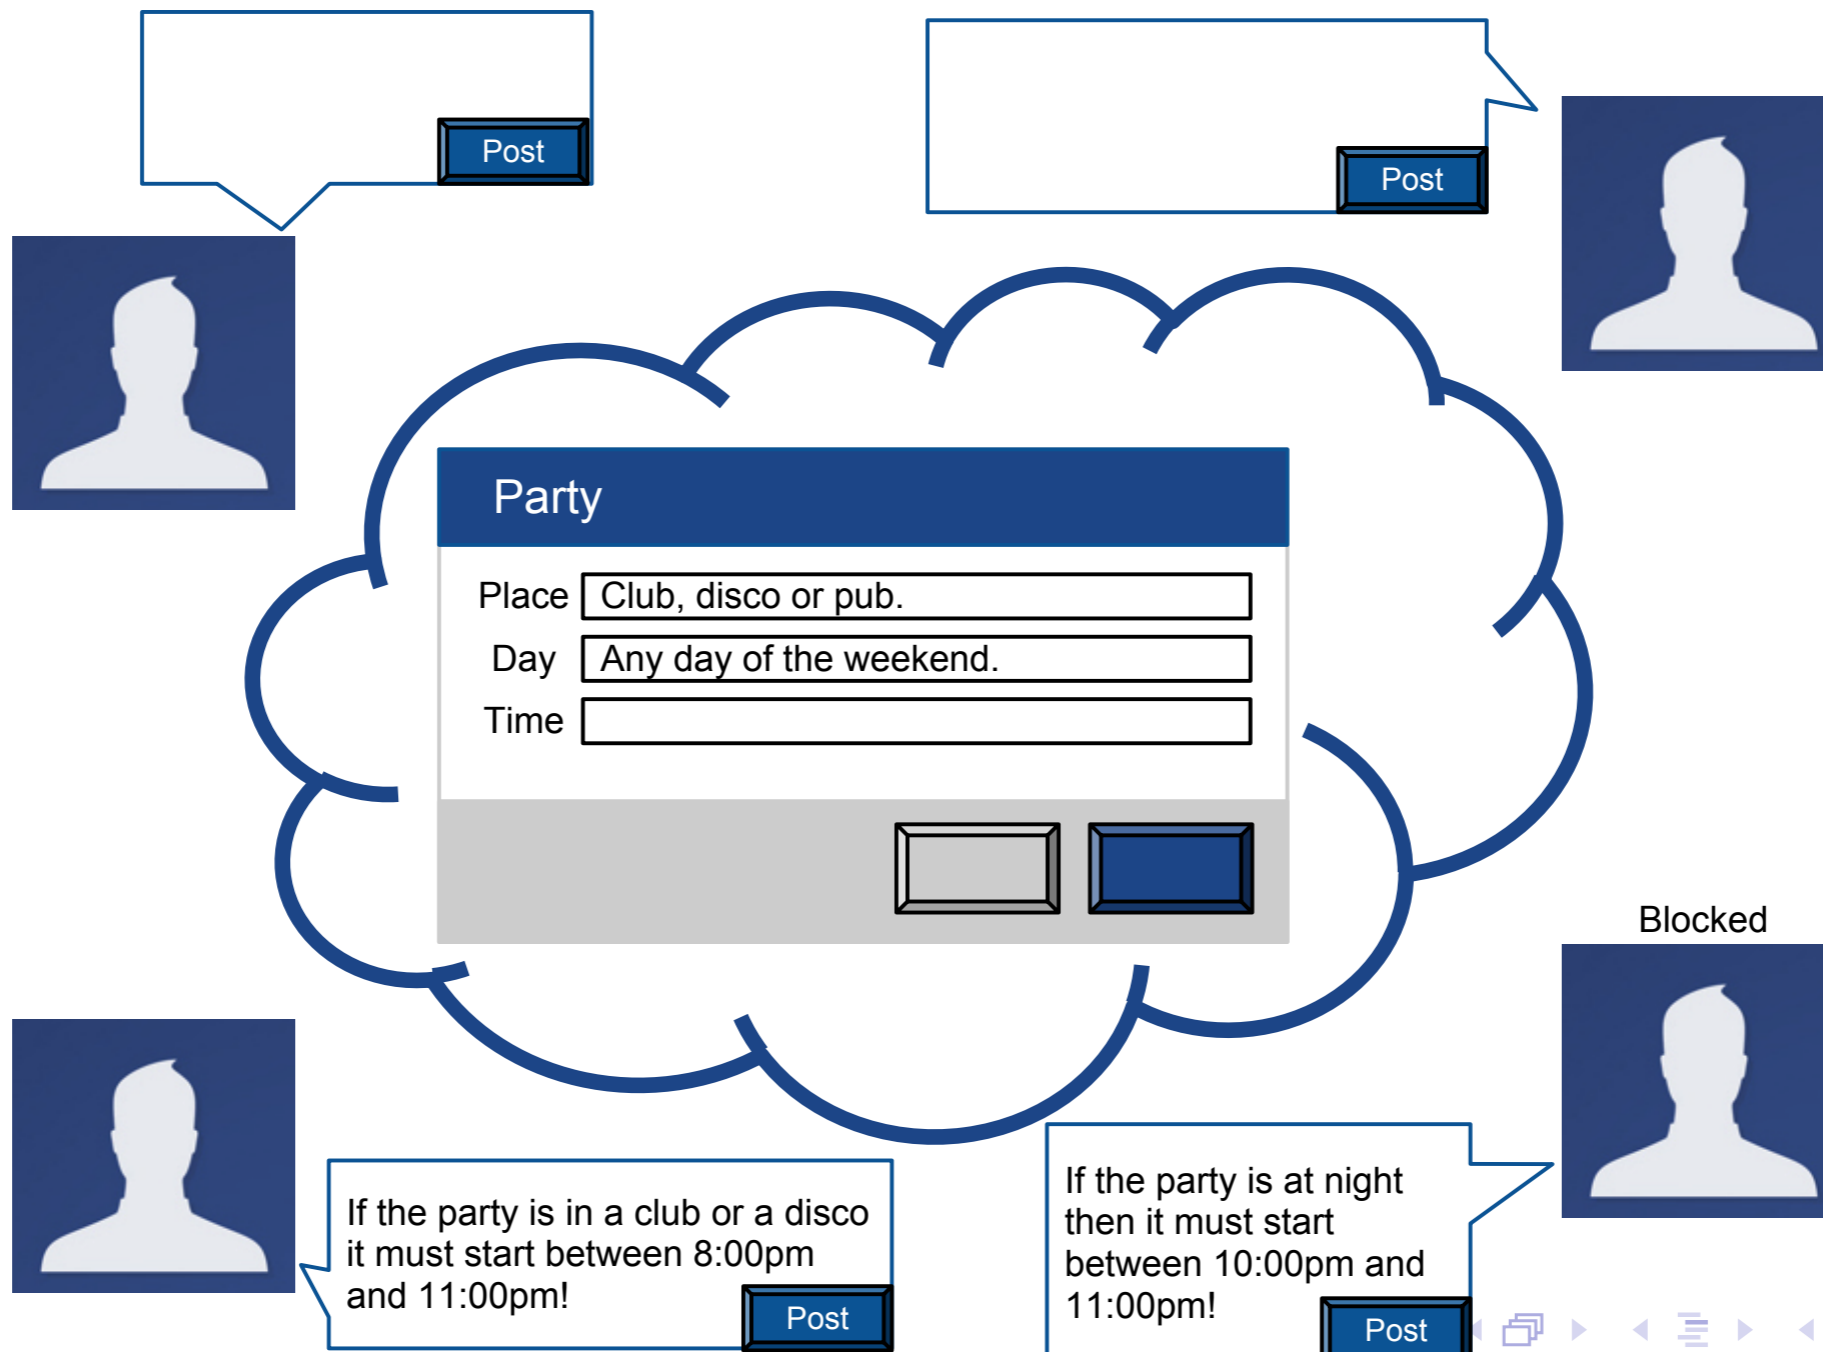 Post
Post
Party
Place Club, disco or pub.
Day Any day of the weekend.
Time
Blocked
If the party is in a club or a disco
it must start between 8:00pm
and 11:00pm!
Post
If the party is at night
then it must start
between 10:00pm and
11:00pm!
Post